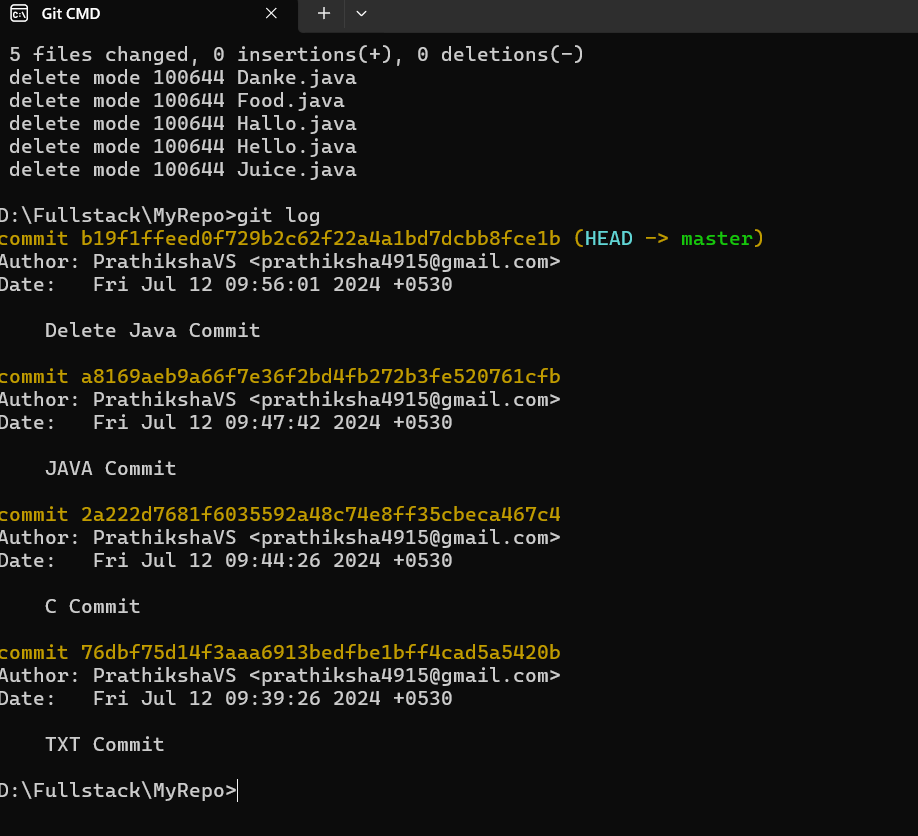 Git CMD
5 files changed, 0 insertions(+), 0 deletions(-)
delete mode 100644 Danke.java
delete mode 100644 Food.java
delete mode 100644 Hallo.java
delete mode 100644 Hello.java
delete mode 100644 Juice.java
D:\Fullstack\MyRepo>git log
commit b19f1ffeed0f729b2c62f22a4a1bd7dcbb8fce1b (HEAD -> master)
Author: PrathikshaVS <prathiksha4915@gmail.com>
Date:   Fri Jul 12 09:56:01 2024 +0530
Delete Java Commit
commit a8169aeb9a66f7e36f2bd4fb272b3fe520761cfb
Author: PrathikshaVS <prathiksha4915@gmail.com>
Date:   Fri Jul 12 09:47:42 2024 +0530
JAVA Commit
commit 2a222d7681f6035592a48c74e8ff35cbeca467c4
Author: PrathikshaVS <prathiksha4915@gmail.com>
Date:   Fri Jul 12 09:44:26 2024 +0530
C Commit
commit 76dbf75d14f3aaa6913bedfbe1bff4cad5a5420b
Author: PrathikshaVS <prathiksha4915@gmail.com>
Date:   Fri Jul 12 09:39:26 2024 +0530
TXT Commit
D:\Fullstack\MyRepo>